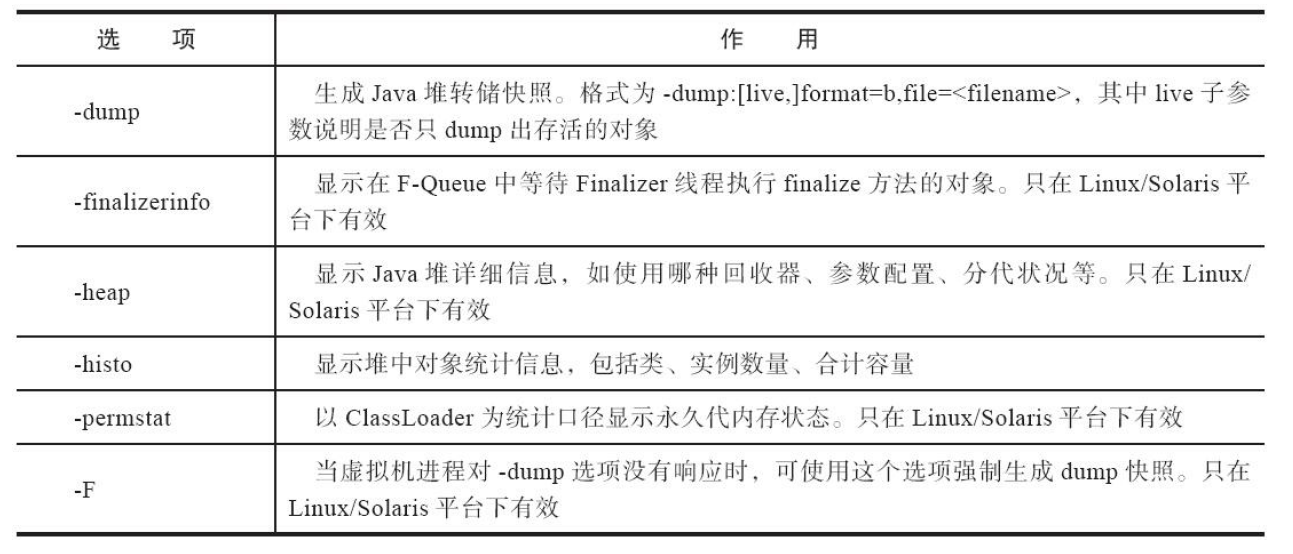 选 项
作 用
-dump
生成 Java 堆转储快照。格式为 -dump:[live,]format=b,file=<filename>，其中 live 子参
数说明是否只 dump 出存活的对象
-finalizerinfo
显示在 F-Queue 中等待 Finalizer 线程执行 finalize 方法的对象。只在 Linux/Solaris 平
台下有效
-heap
显示 Java 堆详细信息，如使用哪种回收器、参数配置、分代状况等。只在 Linux/
Solaris 平台下有效
-histo
显示堆中对象统计信息，包括类、实例数量、合计容量
-permstat
以 ClassLoader 为统计口径显示永久代内存状态。只在 Linux/Solaris 平台下有效
-F
当虚拟机进程对 -dump 选项没有响应时，可使用这个选项强制生成 dump 快照。只在
Linux/Solaris 平台下有效